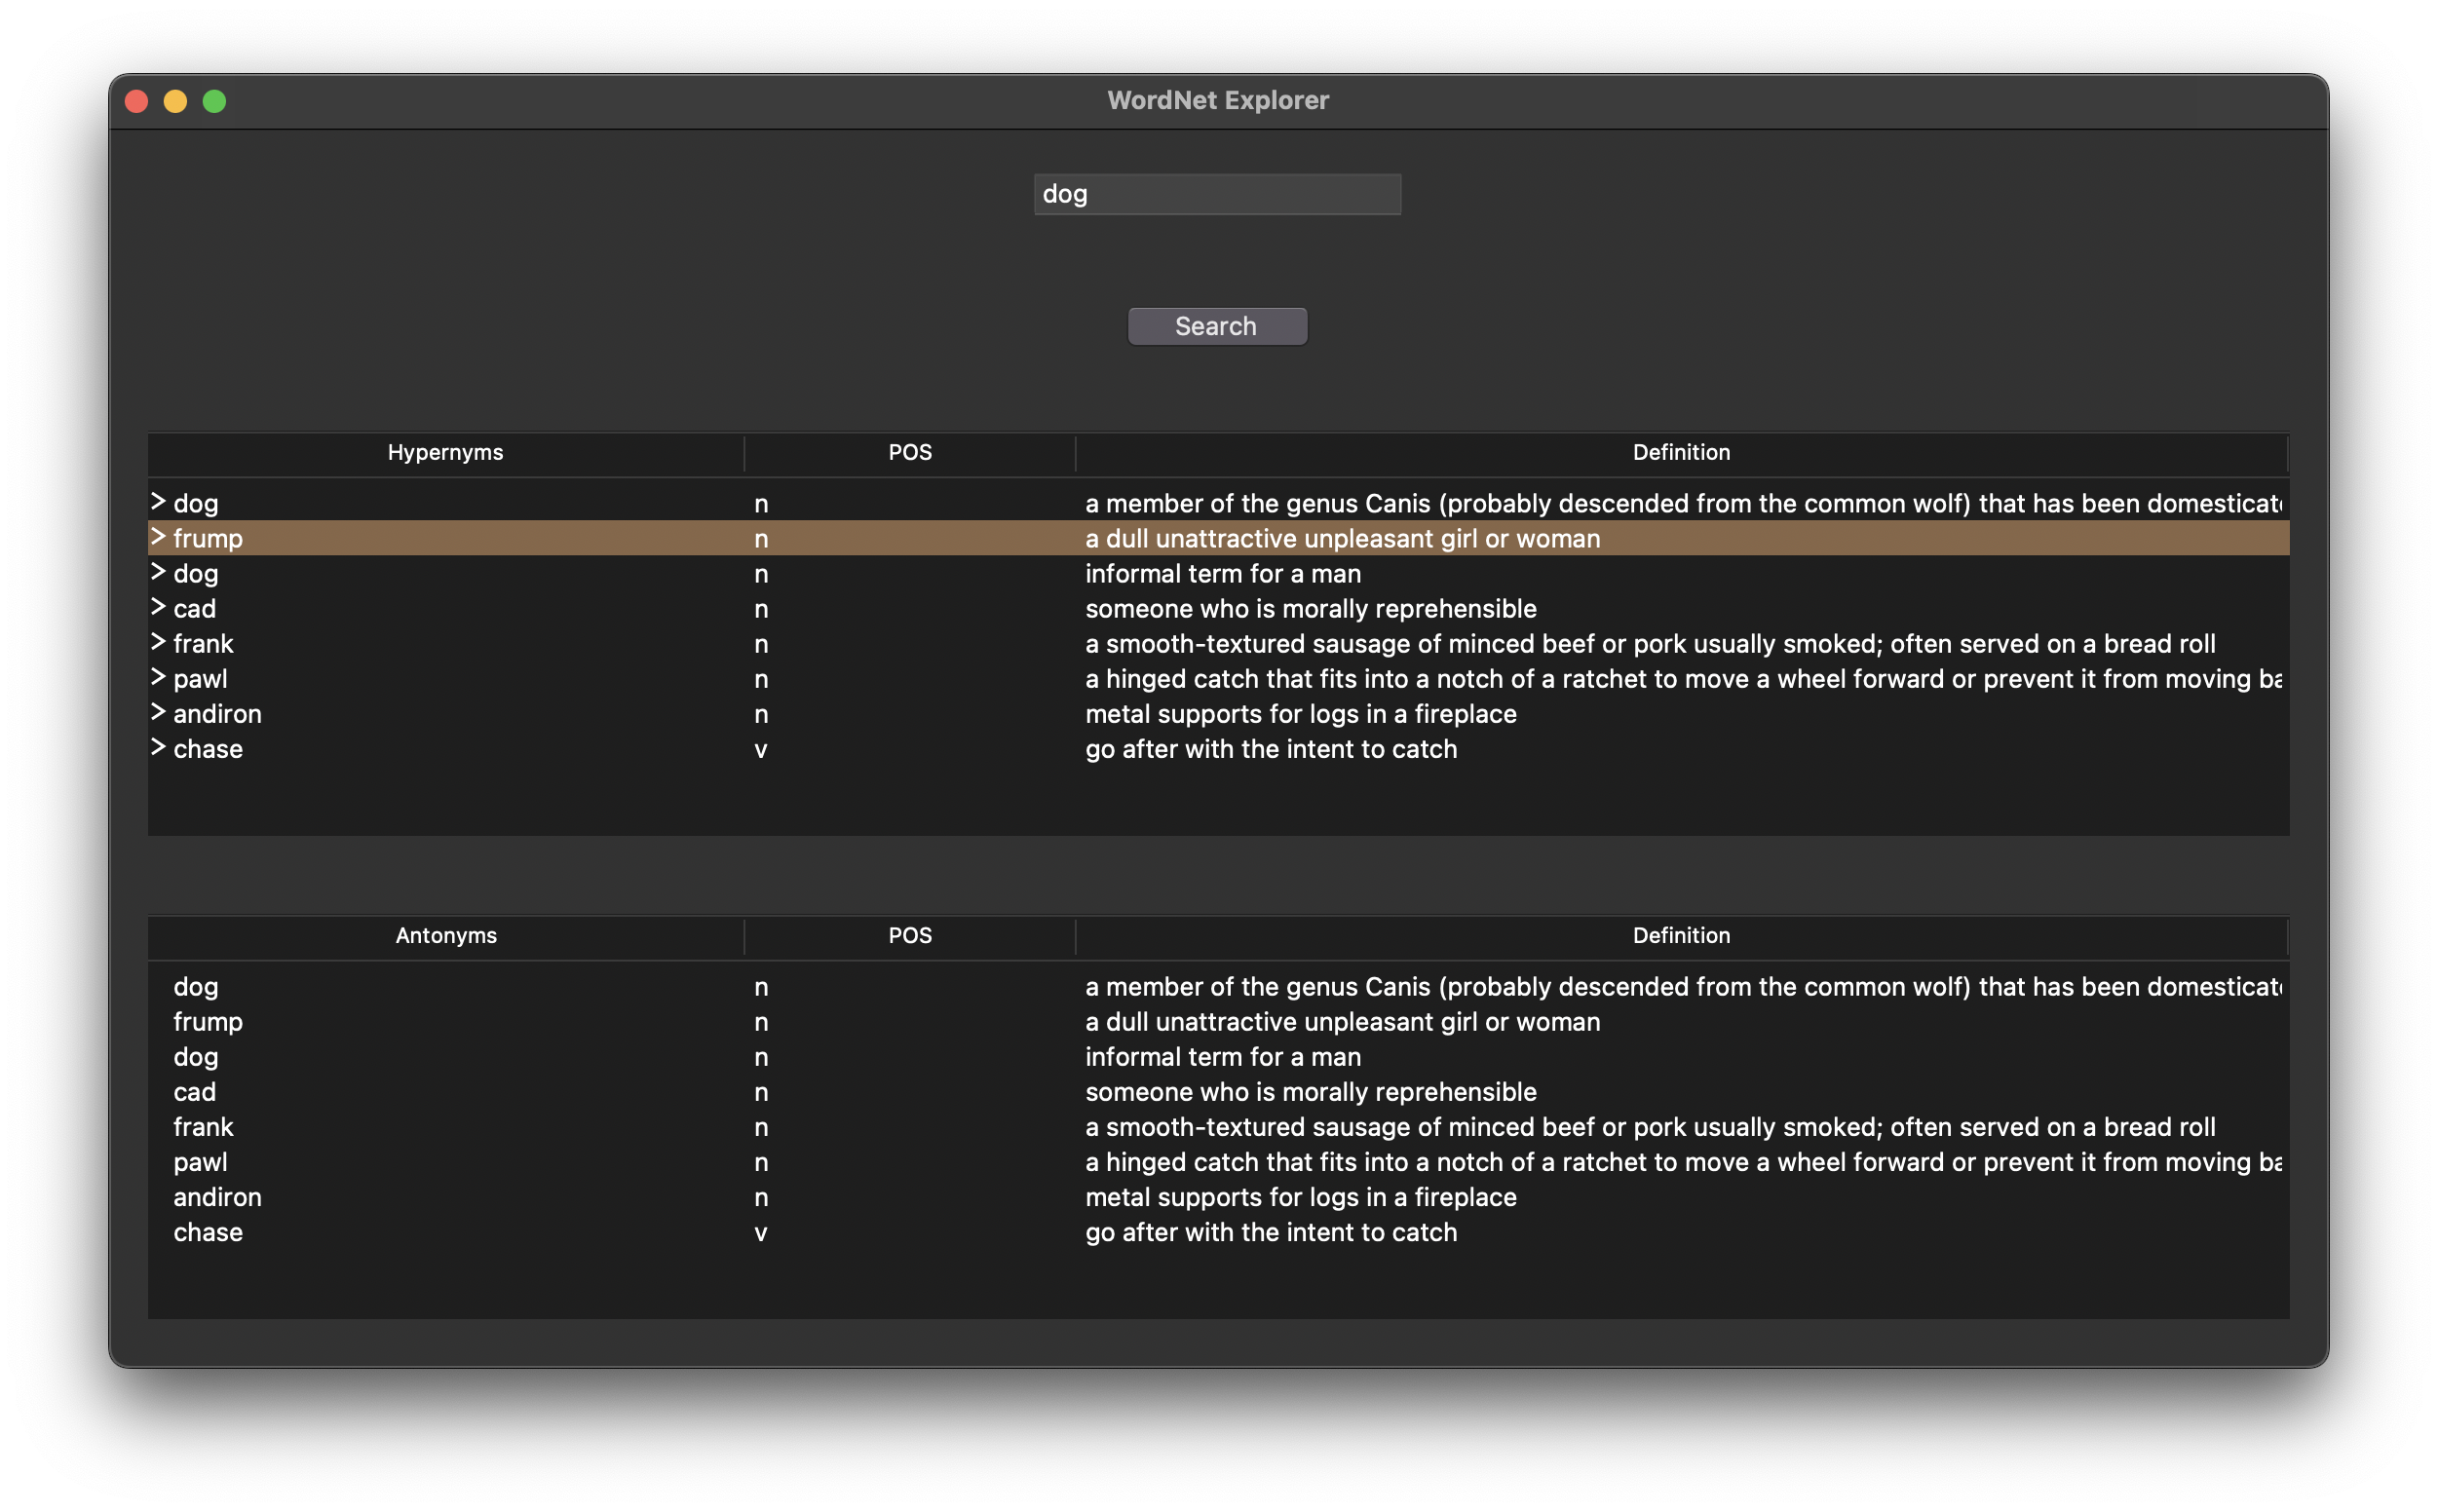 WordNet Explorer
dog
Search
Hypernyms POS Definition
> dog n a member of the genus Canis (probably descended from the common wolf) that has been domesticat
> frump n a dull unattractive unpleasant girl or woman
> dog n informal term for a man
> cad n someone who is morally reprehensible
> frank n a smooth-textured sausage of minced beef or pork usually smoked; often served on a bread roll
> pawl n a hinged catch that fits into a notch of a ratchet to move a wheel forward or prevent it from moving ba
> andiron n metal supports for logs in a fireplace
> chase v go after with the intent to catch
Antonyms POS Definition
dog n a member of the genus Canis (probably descended from the common wolf) that has been domesticat
frump n a dull unattractive unpleasant girl or woman
dog n informal term for a man
cad n someone who is morally reprehensible
frank n a smooth-textured sausage of minced beef or pork usually smoked; often served on a bread roll
pawl n a hinged catch that fits into a notch of a ratchet to move a wheel forward or prevent it from moving ba
andiron n metal supports for logs in a fireplace
chase v go after with the intent to catch